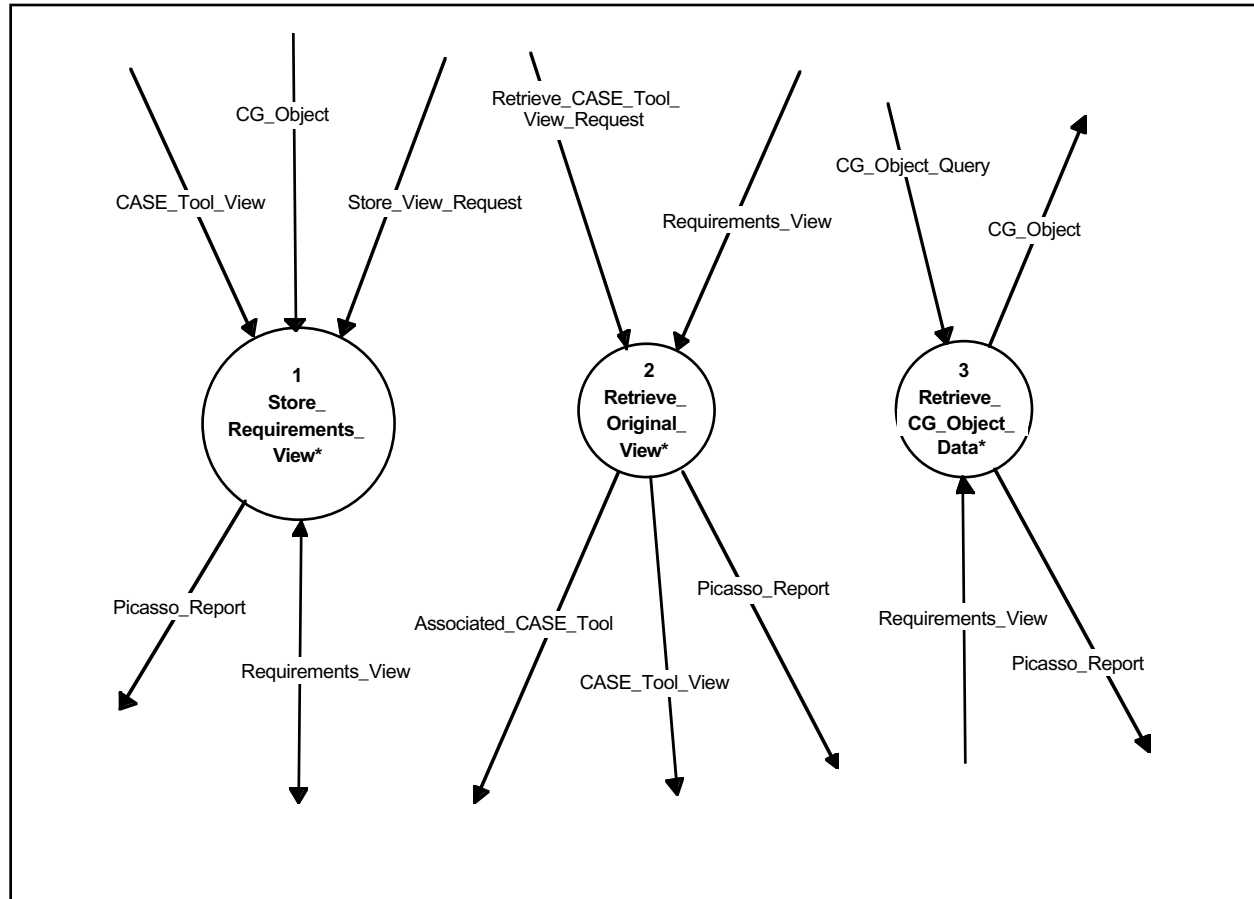 CG_Object
CASE_Tool_View
Store_View_Request
1
Store_
Requirements_
View*
Picasso_Report
Requirements_View
Retrieve_CASE_Tool_
View_Request
Requirements_View
2
Retrieve_
Original_
View*
Associated_CASE_Tool
CASE_Tool_View
Picasso_Report
CG_Object_Query
CG_Object
3
Retrieve_
CG_Object_
Data*
Requirements_View
Picasso_Report